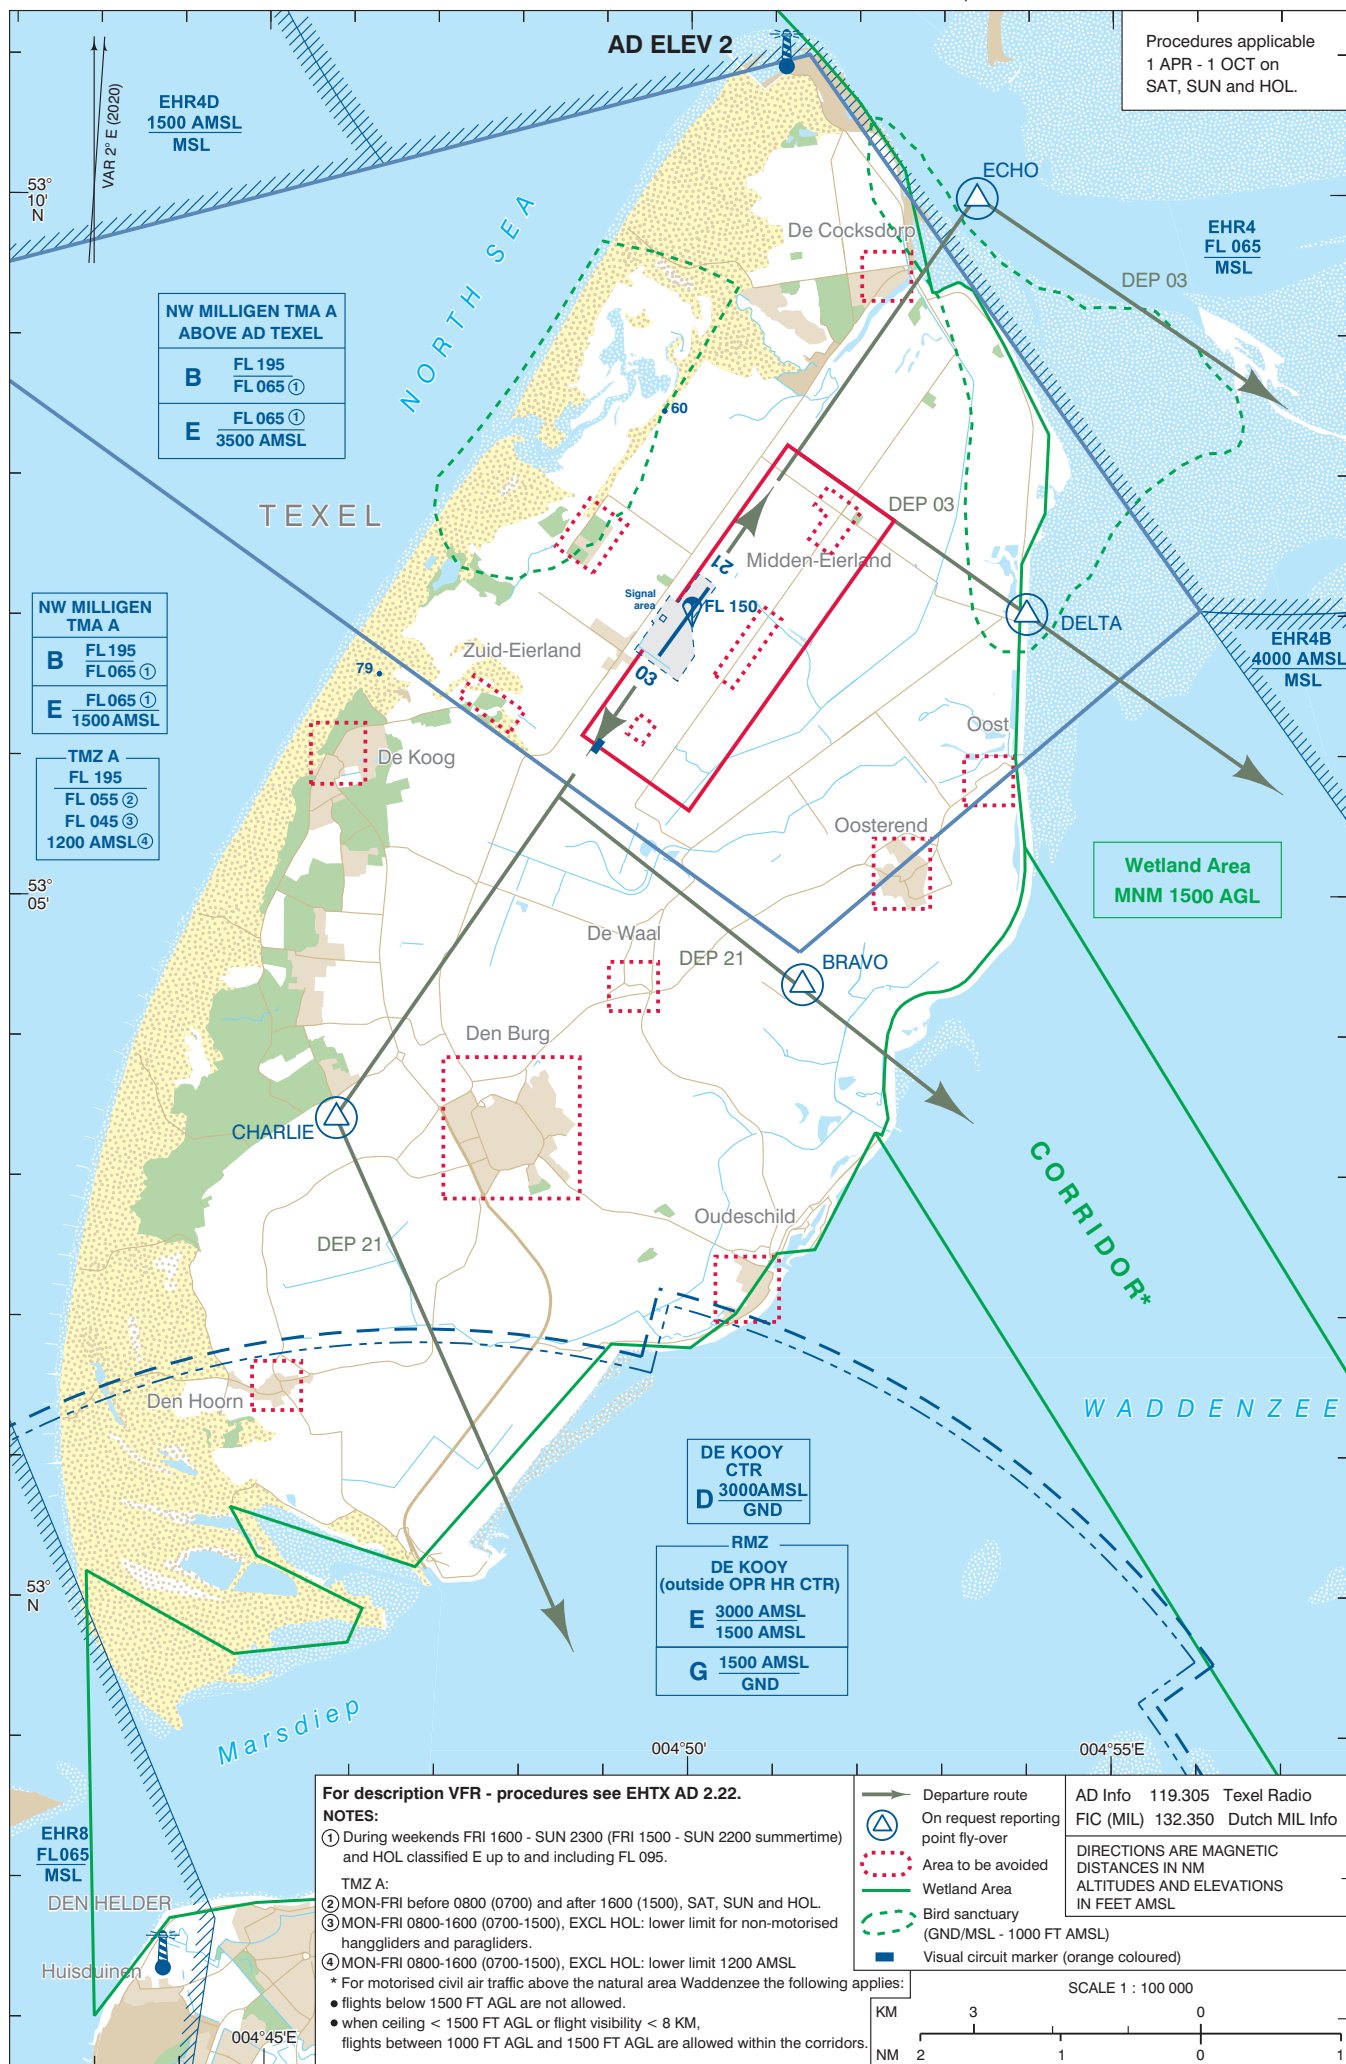 AD ELEV 2
Procedures applicable
1 APR - 1 OCT on
SAT, SUN and HOL.
VAR 2° E (2020)
EHR4D
1500 AMSL
MSL
53°
10'
N
NORTH SEA
ECHO
De Cocksdorp
EHR4
FL 065
MSL
DEP 03
NW MILLIGEN TMA A
ABOVE AD TEXEL
B FL 195
FL 065 ①
E FL 065 ①
3500 AMSL
60
TEXEL
DEP 03
21
Midden-Eierland
Signal
area
FL 150
DELTA
NW MILLIGEN
TMA A
B FL 195
FL 065 ①
E FL 065 ①
1500 AMSL
EHR4B
4000 AMSL
MSL
Zuid-Eierland
79
03
Oost
De Koog
TMZ A
FL 195
FL 055 ②
FL 045 ③
1200 AMSL ④
Oosterend
Wetland Area
MNM 1500 AGL
53°
05'
De Waal
DEP 21
BRAVO
Den Burg
CHARLIE
CORRIDOR*
Oudeschild
DEP 21
Den Hoorn
WADDENZEE
DE KOOY
CTR
D 3000AMSL
GND
RMZ
DE KOOY
(outside OPR HR CTR)
E 3000 AMSL
1500 AMSL
G 1500 AMSL
GND
53°
N
Marsdiep
004°50'
004°55'E
EHR8
FL065
MSL
DEN HELDER
Huisduinen
004°45'E
For description VFR - procedures see EHTX AD 2.22.
NOTES:
① During weekends FRI 1600 - SUN 2300 (FRI 1500 - SUN 2200 summertime)
and HOL classified E up to and including FL 095.
TMZ A:
② MON-FRI before 0800 (0700) and after 1600 (1500), SAT, SUN and HOL.
③ MON-FRI 0800-1600 (0700-1500), EXCL HOL: lower limit for non-motorised
hanggliders and paragliders.
④ MON-FRI 0800-1600 (0700-1500), EXCL HOL: lower limit 1200 AMSL
* For motorised civil air traffic above the natural area Waddenzee the following applies:
● flights below 1500 FT AGL are not allowed.
● when ceiling < 1500 FT AGL or flight visibility < 8 KM,
flights between 1000 FT AGL and 1500 FT AGL are allowed within the corridors.
Departure route
On request reporting
point fly-over
Area to be avoided
Wetland Area
Bird sanctuary
(GND/MSL - 1000 FT AMSL)
Visual circuit marker (orange coloured)
AD Info 119.305 Texel Radio
FIC (MIL) 132.350 Dutch MIL Info
DIRECTIONS ARE MAGNETIC
DISTANCES IN NM
ALTITUDES AND ELEVATIONS
IN FEET AMSL
SCALE 1 : 100 000
KM 3 0
NM 2 1 0 1